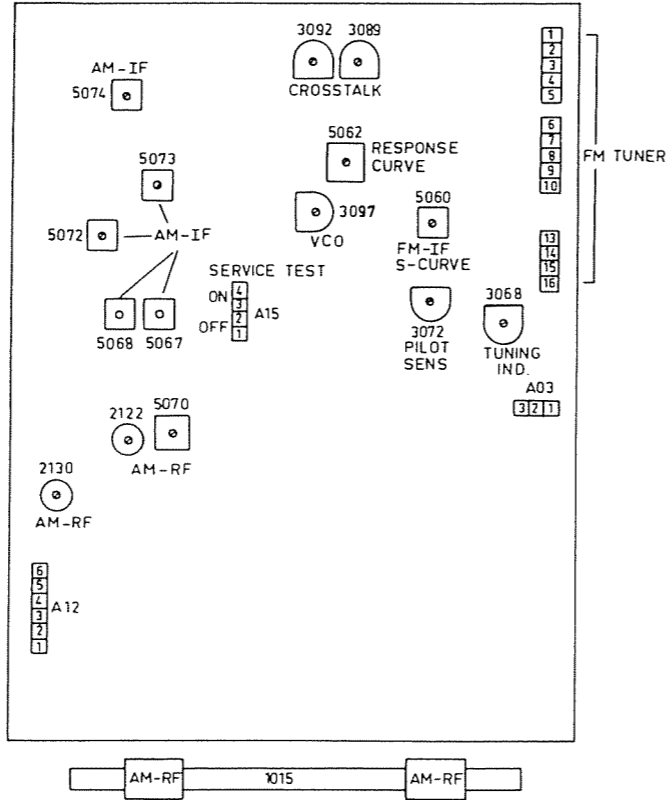 3092 3089
CROSSTALK
AM-IF
5074
5062
RESPONSE
CURVE
5073
5072
AM-IF
3097
VCO
5060
FM-IF
S-CURVE
1
2
3
4
5
6
7
8
9
10
13
14
15
16
FM TUNER
SERVICE TEST
ON
OFF
4
3
2
1
A15
5068 5067
3072
PILOT
SENS
3068
TUNING
IND.
A03
3 2 1
2122 5070
AM-RF
2130
AM-RF
6
5
4
3
2
1
A12
AM-RF 1015 AM-RF